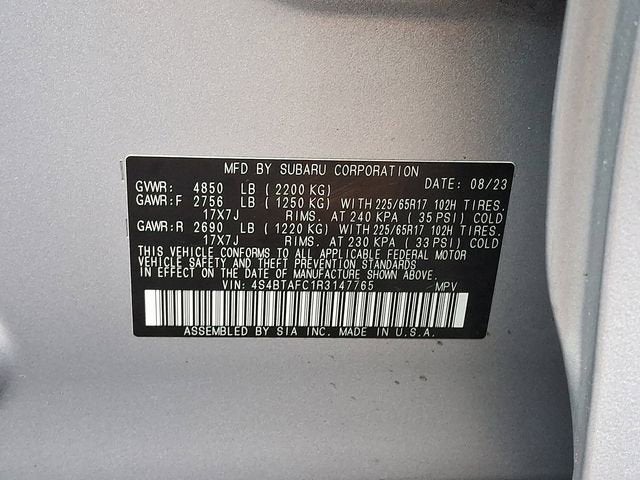 MFD BY SUBARU CORPORATION
GVWR: 4850 LB (2200 KG) DATE: 08/23
GAWR:F 2756 LB (1250 KG) WITH 225/65R17 102H TIRES.
17X7J RIMS. AT 240 KPA (35 PSI) COLD
GAWR:R 2690 LB (1220 KG) WITH 225/65R17 102H TIRES.
17X7J RIMS. AT 230 KPA (33 PSI) COLD
THIS VEHICLE CONFORMS TO ALL APPLICABLE FEDERAL MOTOR
VEHICLE SAFETY, BUMPER, AND THEFT PREVENTION STANDARDS
IN EFFECT ON THE DATE OF MANUFACTURE SHOWN ABOVE.
VIN: 4S4BTAFC1R3147765 MPV
ASSEMBLED BY SIA INC. MADE IN U.S.A.